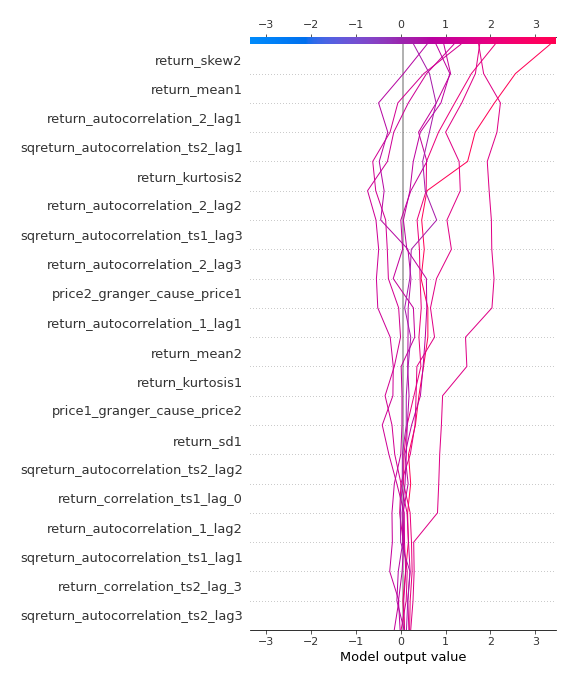 −3 −2 −1 0 1 2 3
return_skew2
return_mean1
return_autocorrelation_2_lag1
sqreturn_autocorrelation_ts2_lag1
return_kurtosis2
return_autocorrelation_2_lag2
sqreturn_autocorrelation_ts1_lag3
return_autocorrelation_2_lag3
price2_granger_cause_price1
return_autocorrelation_1_lag1
return_mean2
return_kurtosis1
price1_granger_cause_price2
return_sd1
sqreturn_autocorrelation_ts2_lag2
return_correlation_ts1_lag_0
return_autocorrelation_1_lag2
sqreturn_autocorrelation_ts1_lag1
return_correlation_ts2_lag_3
sqreturn_autocorrelation_ts2_lag3
−3 −2 −1 0 1 2 3
Model output value